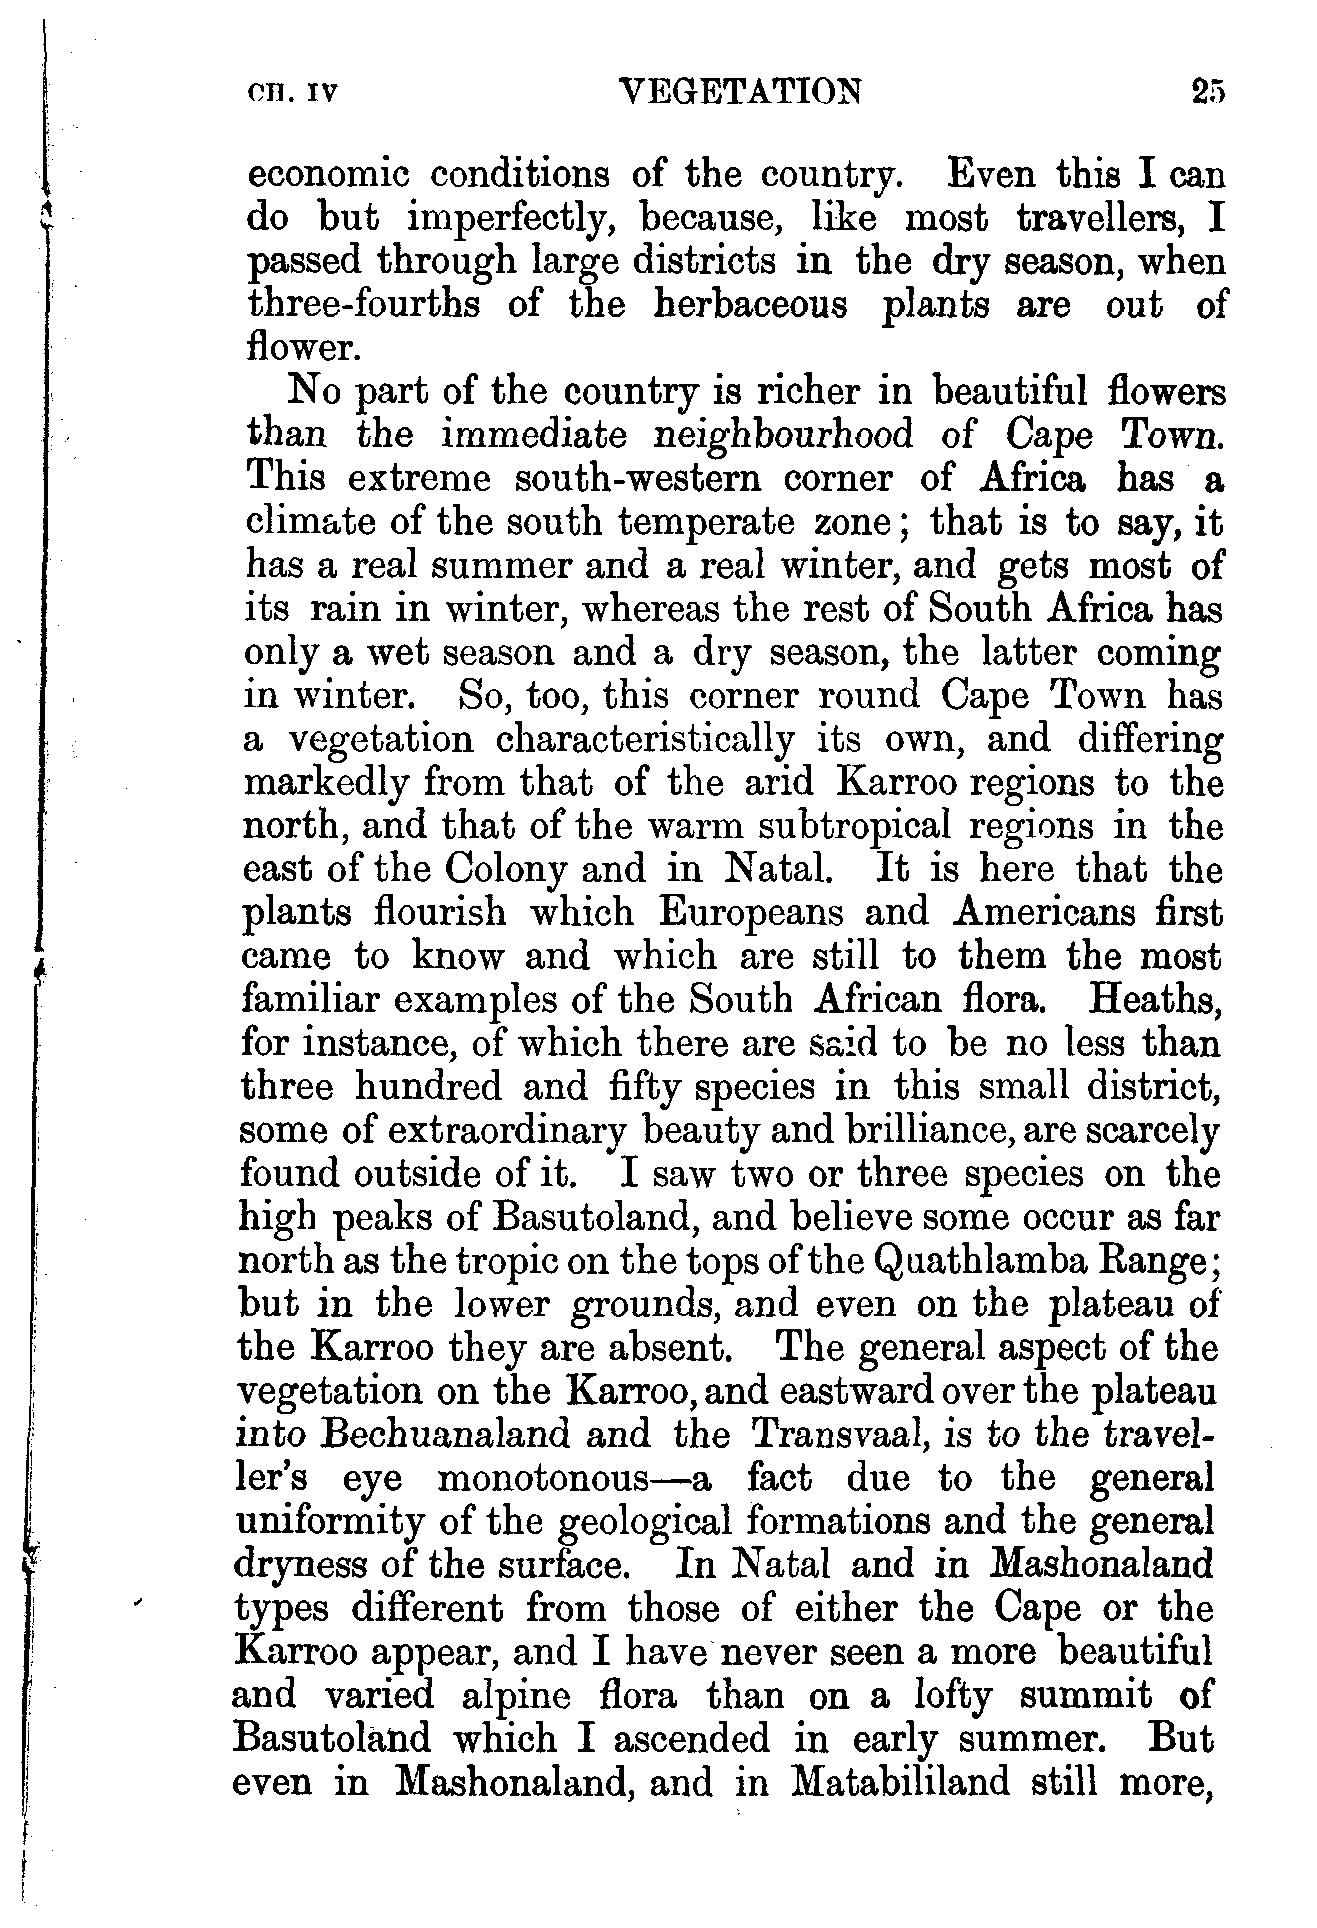 CH. IV VEGETATION 25
economic conditions of the country. Even this I can
do but imperfectly, because, like most travellers, I
passed through large districts in the dry season, when
three-fourths of the herbaceous plants are out of
flower.
No part of the country is richer in beautiful flowers
than the immediate neighbourhood of Cape Town.
This extreme south-western corner of Africa has a
climate of the south temperate zone; that is to say, it
has a real summer and a real winter, and gets most of
its rain in winter, whereas the rest of South Africa has
only a wet season and a dry season, the latter coming
in winter. So, too, this corner round Cape Town has
a vegetation characteristically its own, and differing
markedly from that of the arid Karroo regions to the
north, and that of the warm subtropical regions in the
east of the Colony and in Natal. It is here that the
plants flourish which Europeans and Americans first
came to know and which are still to them the most
familiar examples of the South African flora. Heaths,
for instance, of which there are said to be no less than
three hundred and fifty species in this small district,
some of extraordinary beauty and brilliance, are scarcely
found outside of it. I saw two or three species on the
high peaks of Basutoland, and believe some occur as far
north as the tropic on the tops of the Quathlamba Range;
but in the lower grounds, and even on the plateau of
the Karroo they are absent. The general aspect of the
vegetation on the Karroo, and eastward over the plateau
into Bechuanaland and the Transvaal, is to the travel-
ler's eye monotonous—a fact due to the general
uniformity of the geological formations and the general
dryness of the surface. In Natal and in Mashonaland
types different from those of either the Cape or the
Karroo appear, and I have never seen a more beautiful
and varied alpine flora than on a lofty summit of
Basutoland which I ascended in early summer. But
even in Mashonaland, and in Matabililand still more,